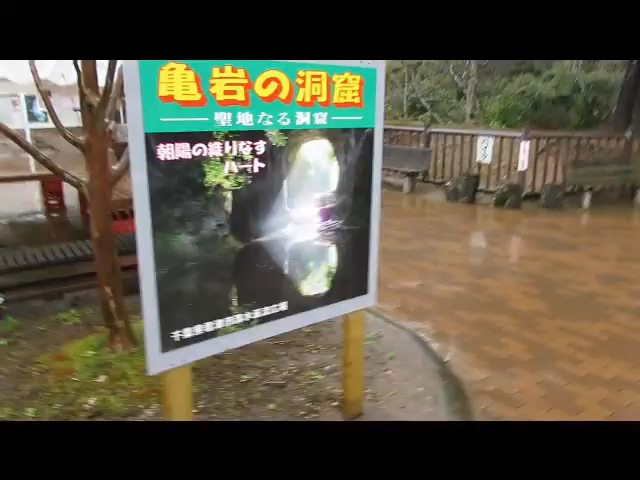 亀岩の洞窟
聖地なる洞窟
朝陽の織りなす
ハート